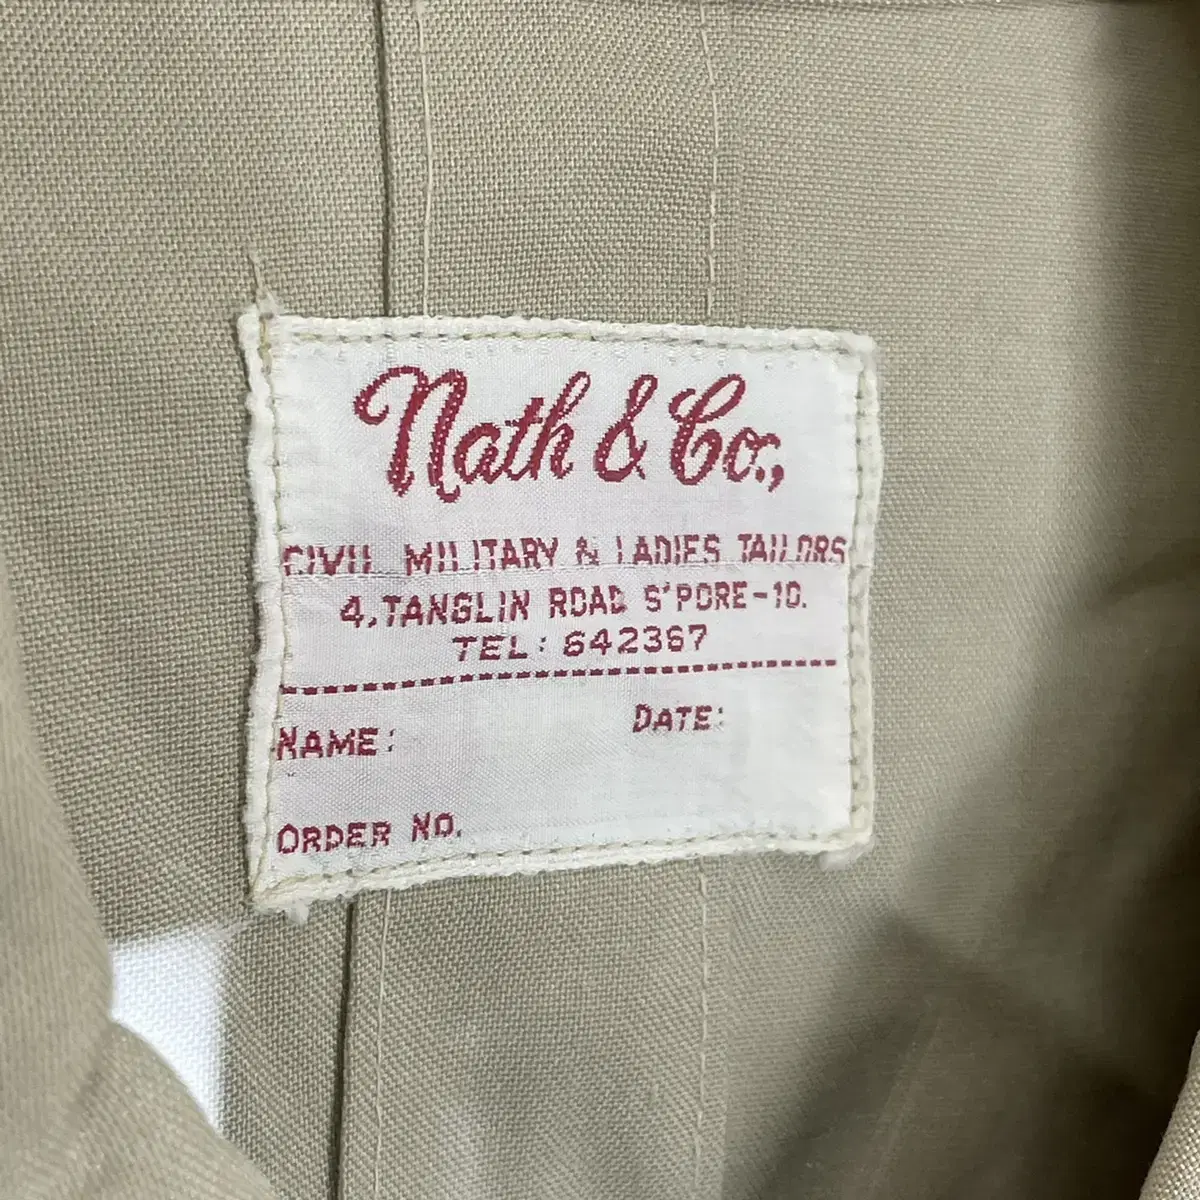 Nath & Co.,
CIVIL MILITARY & LADIES TAILORS
4, TANGLIN ROAD S'PORE-10.
TEL: 642367
NAME: DATE:
ORDER NO.